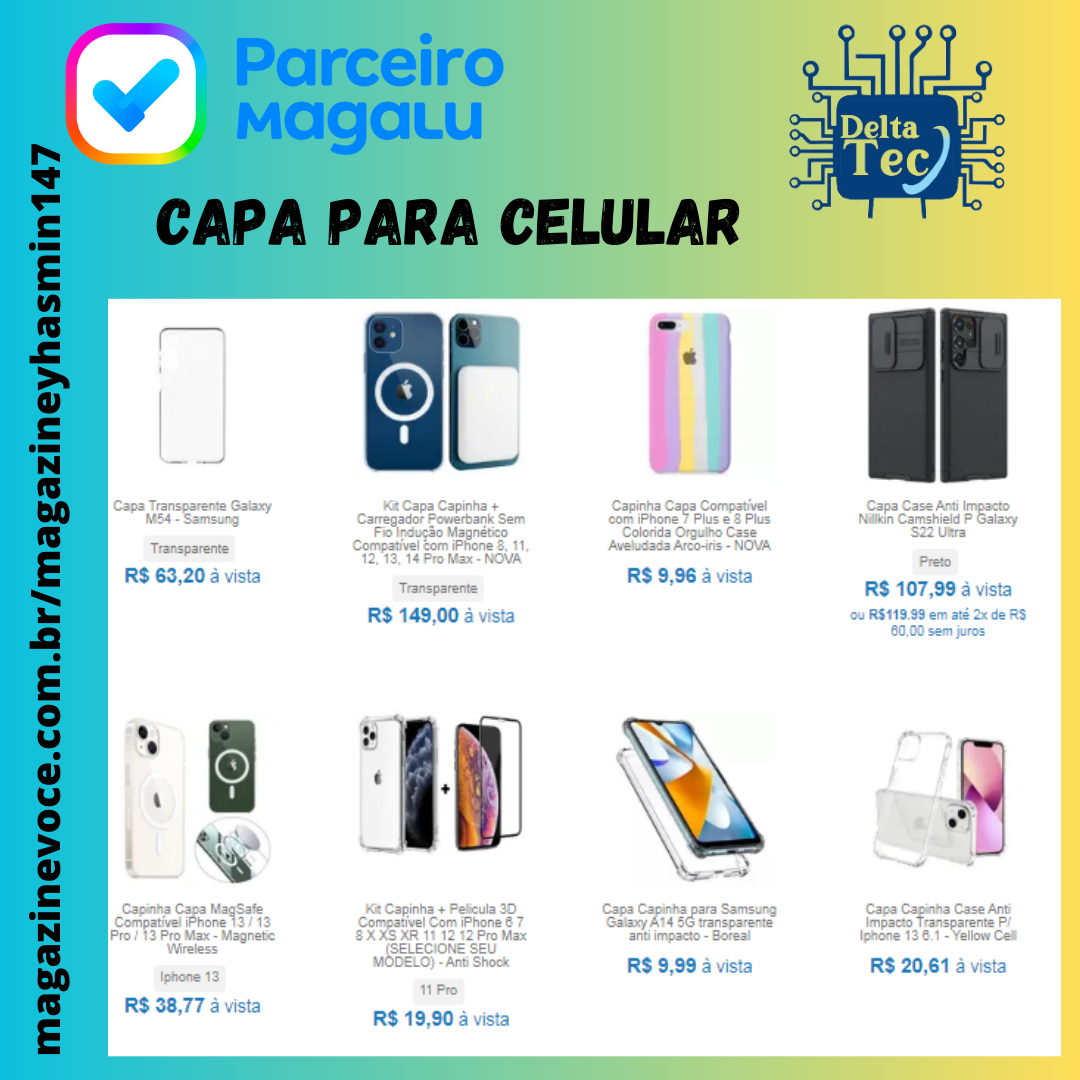 Parceiro
Magalu
Delta
Tec
CAPA PARA CELULAR
magazinevoce.com.br/magazineyhasmin147
Capa Transparente Galaxy
M54 - Samsung
Transparente
R$ 63,20 à vista
Kit Capa Capinha +
Carregador Powerbank Sem
Fio Indução Magnético
Compatível com iPhone 8, 11,
12, 13, 14 Pro Max - NOVA
Transparente
R$ 149,00 à vista
Capinha Capa Compatível
com iPhone 7 Plus e 8 Plus
Colorida Orgulho Case
Aveludada Arco-iris - NOVA
R$ 9,96 à vista
Capa Case Anti Impacto
Nillkin Camshield P Galaxy
S22 Ultra
Preto
R$ 107,99 à vista
ou R$119.99 em até 2x de R$
60,00 sem juros
Capinha Capa MagSafe
Compatível iPhone 13 / 13
Pro / 13 Pro Max - Magnetic
Wireless
Iphone 13
R$ 38,77 à vista
Kit Capinha + Pelicula 3D
Compatível Com iPhone 6 7
8 X XS XR 11 12 12 Pro Max
(SELECIONE SEU
MODELO) - Anti Shock
11 Pro
R$ 19,90 à vista
Capa Capinha para Samsung
Galaxy A14 5G transparente
anti impacto - Boreal
R$ 9,99 à vista
Capa Capinha Case Anti
Impacto Transparente P/
Iphone 13 6.1 - Yellow Cell
R$ 20,61 à vista